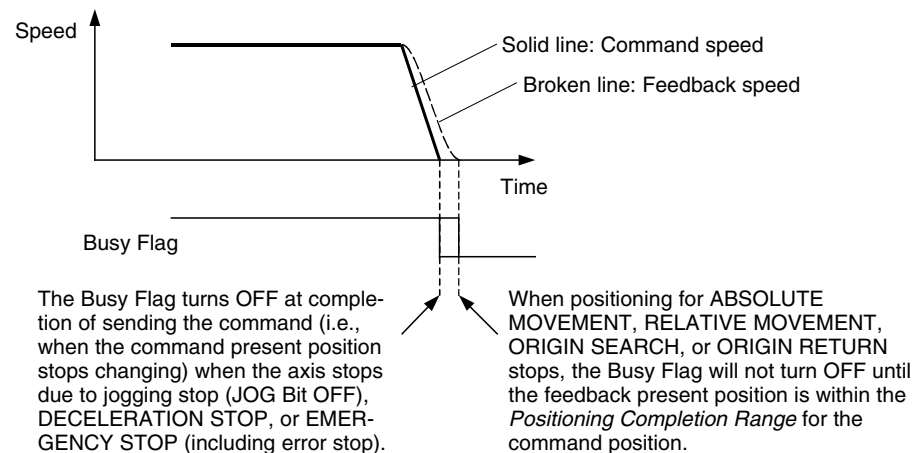 Speed
Solid line: Command speed
Broken line: Feedback speed
Time
Busy Flag
The Busy Flag turns OFF at comple-
tion of sending the command (i.e.,
when the command present position
stops changing) when the axis stops
due to jogging stop (JOG Bit OFF),
DECELERATION STOP, or EMER-
GENCY STOP (including error stop).
When positioning for ABSOLUTE
MOVEMENT, RELATIVE MOVEMENT,
ORIGIN SEARCH, or ORIGIN RETURN
stops, the Busy Flag will not turn OFF until
the feedback present position is within the
Positioning Completion Range for the
command position.